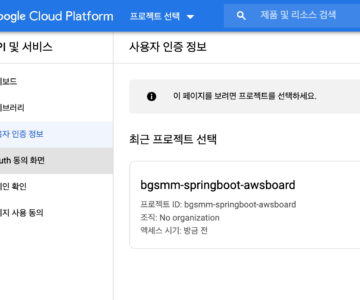 oogle Cloud Platform
프로젝트 선택
제품 및 리소스 검색
PI 및 서비스
사용자 인증 정보
시보드
브러리
용자 인증 정보
uth 동의 화면
인 확인
이지 사용 동의
이 페이지를 보려면 프로젝트를 선택하세요.
최근 프로젝트 선택
bgsmm-springboot-awsboard
프로젝트 ID: bgsmm-springboot-awsboard
조직: No organization
액세스 시기: 방금 전